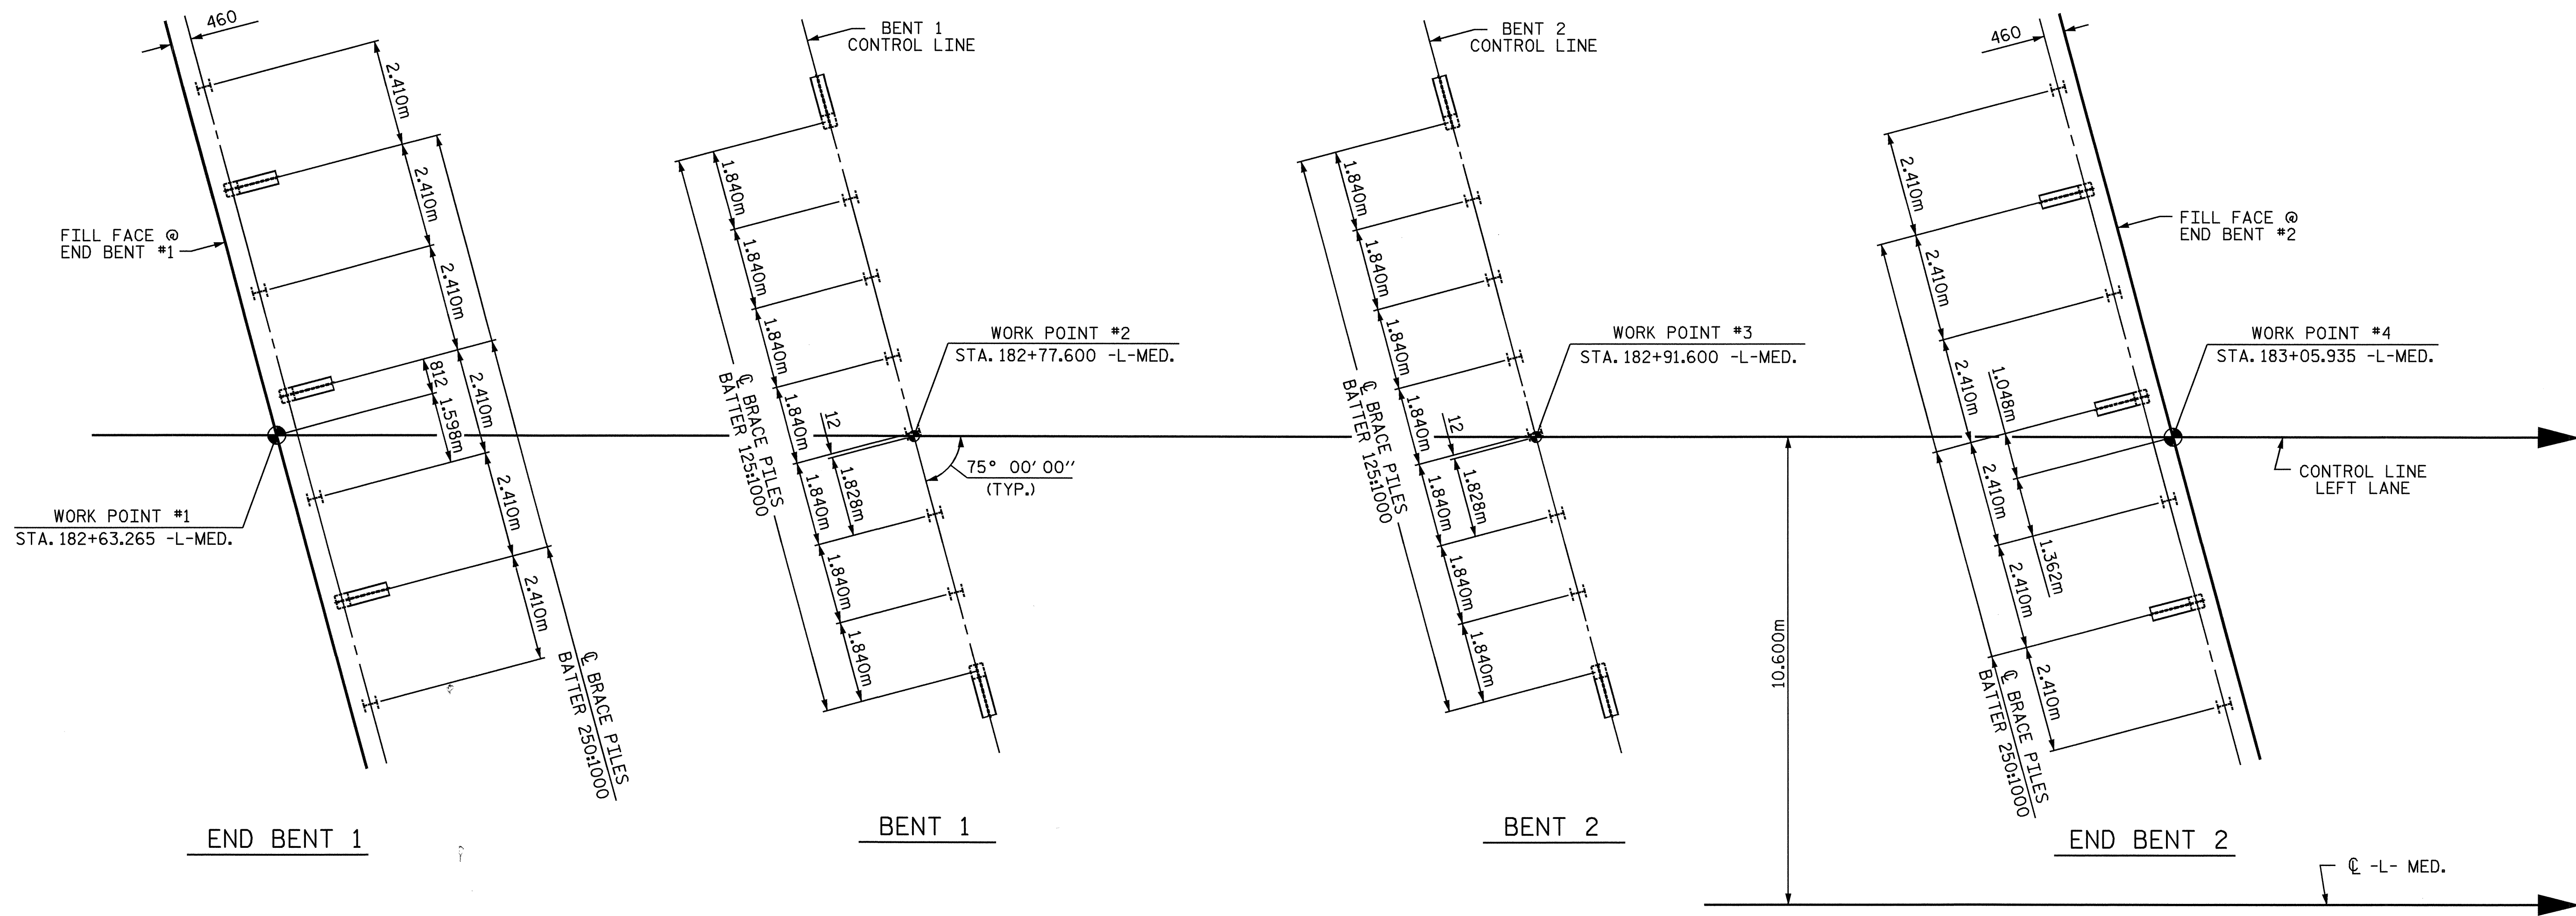 460
2.410m
2.410m
2.410m
2.410m
2.410m
2.410m
812
1.598m
FILL FACE @
END BENT #1
WORK POINT #1
STA. 182+63.265 -L-MED.
℄ BRACE PILES
BATTER 250:1000
END BENT 1
BENT 1
CONTROL LINE
1.840m
1.840m
1.840m
1.840m
1.840m
1.840m
1.840m
12
1.828m
℄ BRACE PILES
BATTER 125:1000
WORK POINT #2
STA. 182+77.600 -L-MED.
75° 00' 00''
(TYP.)
BENT 1
BENT 2
CONTROL LINE
1.840m
1.840m
1.840m
1.840m
1.840m
1.840m
1.840m
12
1.828m
℄ BRACE PILES
BATTER 125:1000
WORK POINT #3
STA. 182+91.600 -L-MED.
BENT 2
10.600m
460
2.410m
2.410m
2.410m
2.410m
2.410m
2.410m
1.048m
1.362m
FILL FACE @
END BENT #2
WORK POINT #4
STA. 183+05.935 -L-MED.
CONTROL LINE
LEFT LANE
℄ BRACE PILES
BATTER 250:1000
END BENT 2
℄ -L- MED.